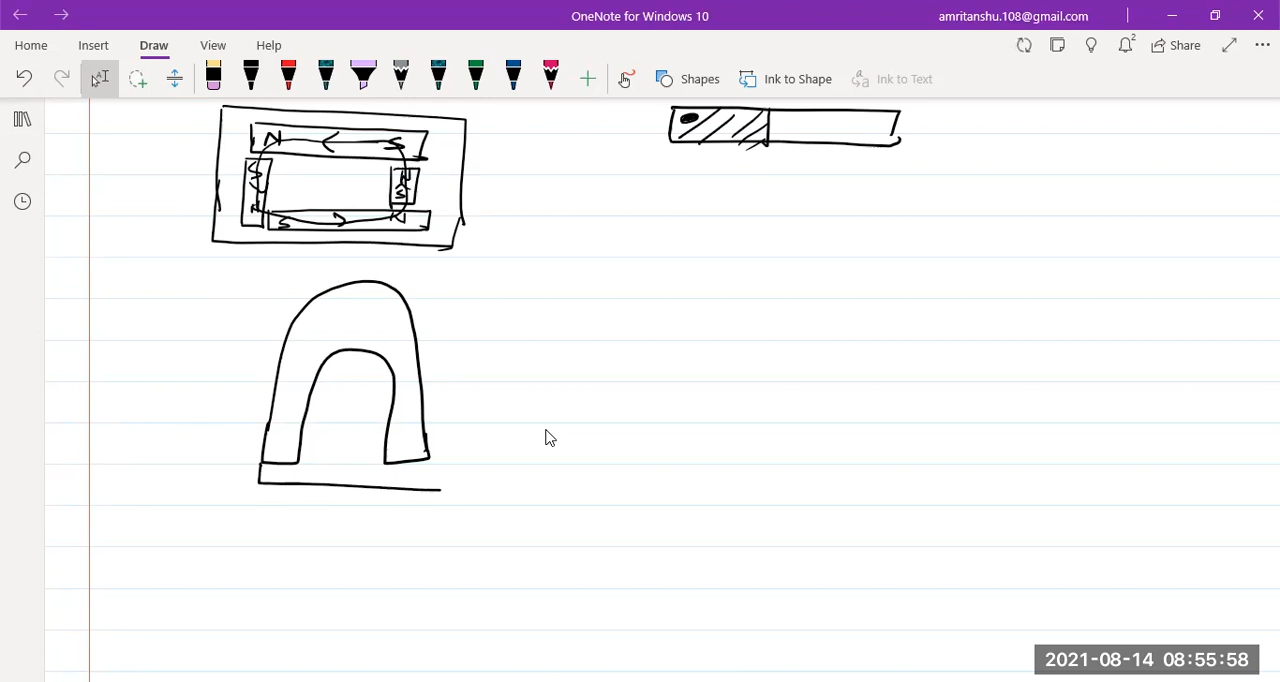 OneNote for Windows 10
amritanshu.108@gmail.com
Home Insert Draw View Help
2
Share
Shapes
Ink to Shape
Ink to Text
N S
S N
N S
S N
2021-08-14 08:55:58